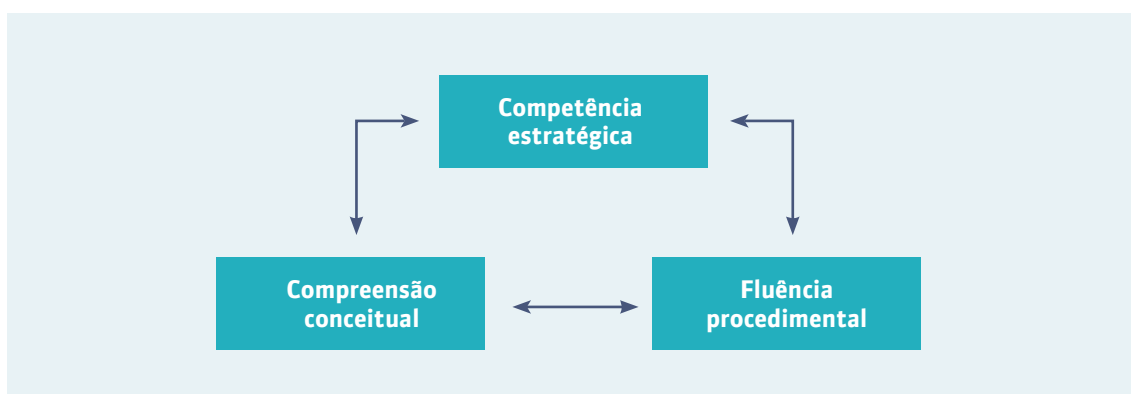 Competência
estratégica
Compreensão
conceitual
Fluência
procedimental